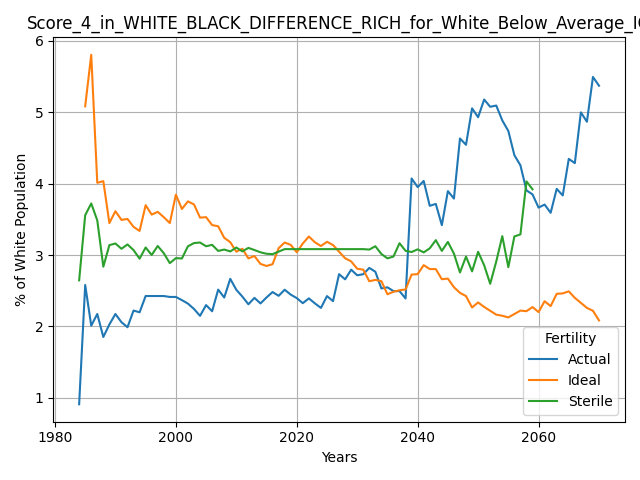 Score_4_in_WHITE_BLACK_DIFFERENCE_RICH_for_White_Below_Average_I
6
5
4
3
2
1
% of White Population
1980
2000
2020
2040
2060
Years
Fertility
Actual
Ideal
Sterile